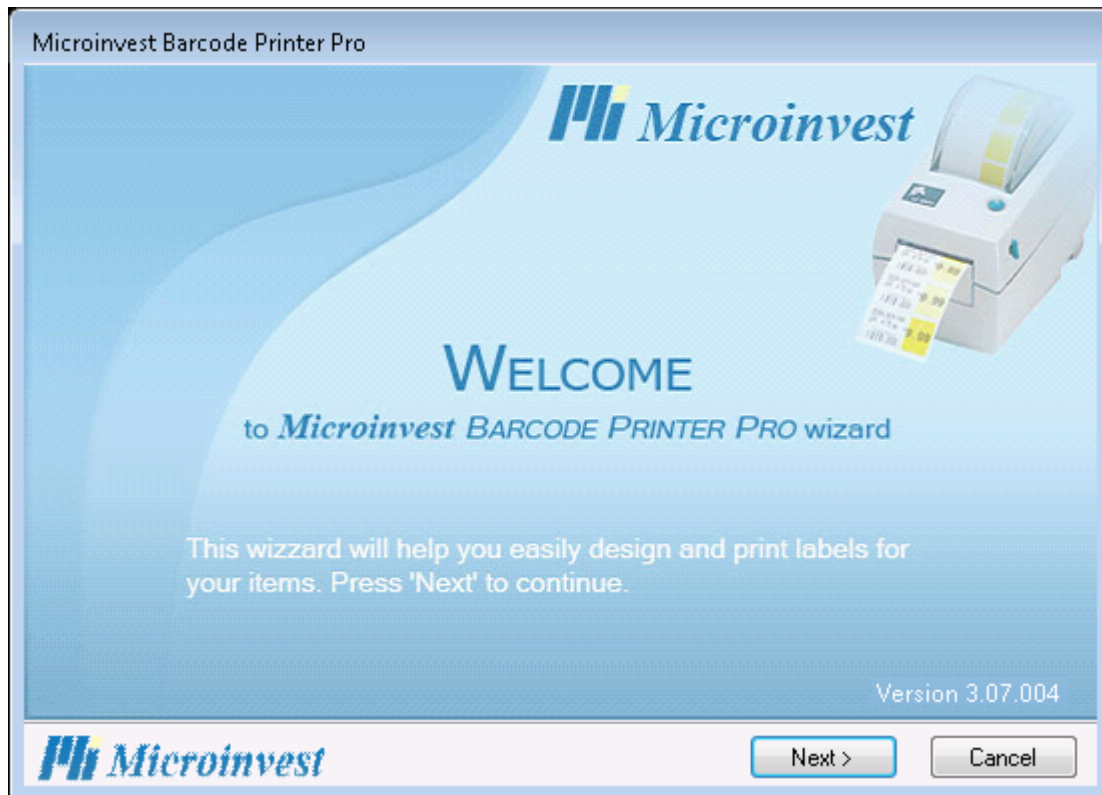 Microinvest Barcode Printer Pro
Microinvest
WELCOME
to Microinvest BARCODE PRINTER PRO wizard
This wizzard will help you easily design and print labels for
your items. Press 'Next' to continue.
Version 3.07.004
Microinvest
Next >
Cancel